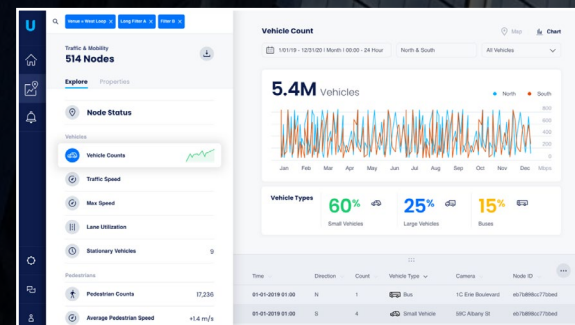 U
Venue = West Loop ×
Long Filter A ×
Filter B ×
Traffic & Mobility
514 Nodes
Explore
Properties
Node Status
Vehicles
Vehicle Counts
Traffic Speed
Max Speed
Lane Utilization
Stationary Vehicles
9
Pedestrians
Pedestrian Counts
17,236
Average Pedestrian Speed
+1.4 m/s
Vehicle Count
Map
Chart
1/01/19 - 12/31/20 | Month | 00:00 - 24 Hour
North & South
All Vehicles
5.4M Vehicles
North
South
800
600
400
200
0
Jan Feb Mar Apr May Jun Jul Aug Sep Oct Nov Dec
Vehicle Types
60%
Small Vehicles
25%
Large Vehicles
15%
Buses
Time Direction Count Vehicle Type Camera Node ID
01-01-2019 01.00 N 1 Bus 1C Erie Boulevard
01-01-2019 01.00 S 4 Small Vehicle 58C Albany St